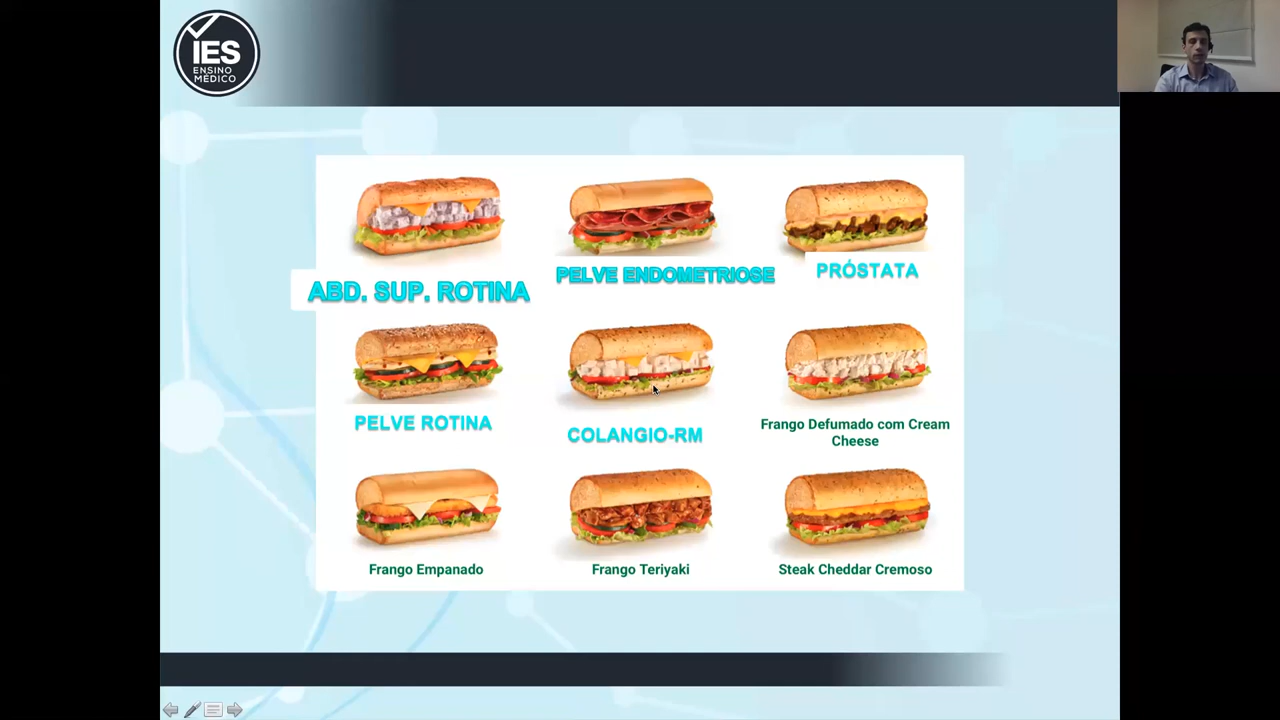 IES
ENSINO
MÉDICO
ABD. SUP. ROTINA
PELVE ENDOMETRIOSE
PRÓSTATA
PELVE ROTINA
COLANGIO-RM
Frango Defumado com Cream
Cheese
Frango Empanado
Frango Teriyaki
Steak Cheddar Cremoso